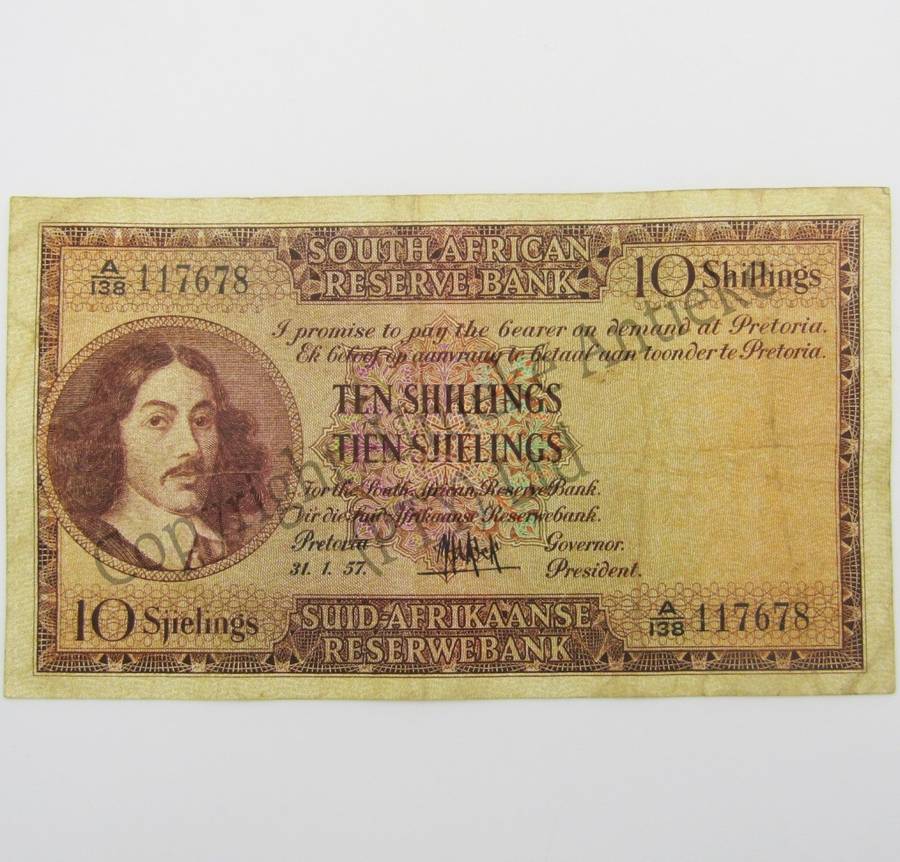 SOUTH AFRICAN
RESERVE BANK
A/138 117678
10 Shillings
I promise to pay the bearer on demand at Pretoria.
Ek beloof op aanvraag te betaal aan toonder te Pretoria.
TEN SHILLINGS
TIEN SJIELINGS
For the South African Reserve Bank.
Vir die Suid-Afrikaanse Reserwebank.
Pretoria
31. 1. 57.
Governor.
President.
10 Sjielings
SUID-AFRIKAANSE
RESERWEBANK
A/138 117678
Copyright Antieke